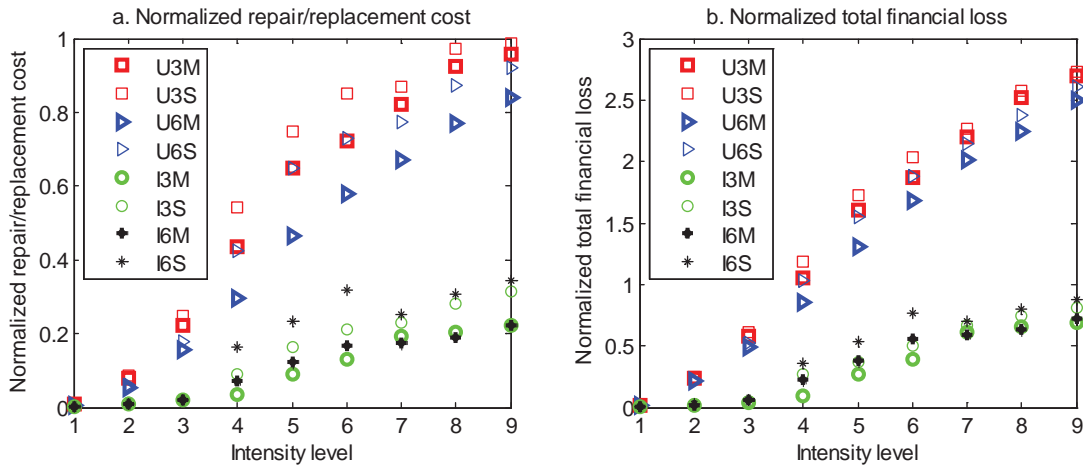 a. Normalized repair/replacement cost
Normalized repair/replacement cost
1
0.8
0.6
0.4
0.2
0
U3M
U3S
U6M
U6S
I3M
I3S
I6M
I6S
1 2 3 4 5 6 7 8 9
Intensity level
b. Normalized total financial loss
Normalized total financial loss
3
2.5
2
1.5
1
0.5
0
U3M
U3S
U6M
U6S
I3M
I3S
I6M
I6S
1 2 3 4 5 6 7 8 9
Intensity level